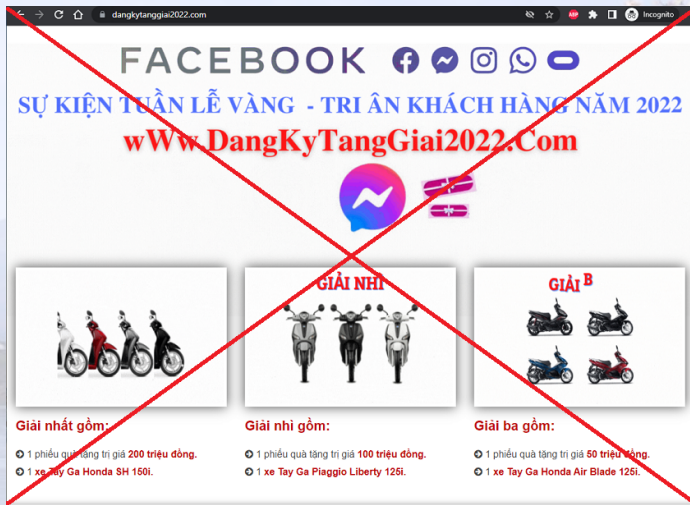 dangkytanggiai2022.com
Incognito
ABP
FACEBOOK
SỰ KIỆN TUẦN LỄ VÀNG - TRI ÂN KHÁCH HÀNG NĂM 2022
wWw.DangKyTangGiai2022.Com
GIẢI NHÌ
GIẢI B
Giải nhất gồm:
1 phiếu quà tặng trị giá 200 triệu đồng.
1 xe Tay Ga Honda SH 150i.
Giải nhì gồm:
1 phiếu quà tặng trị giá 100 triệu đồng.
1 xe Tay Ga Piaggio Liberty 125i.
Giải ba gồm:
1 phiếu quà tặng trị giá 50 triệu đồng.
1 xe Tay Ga Honda Air Blade 125i.